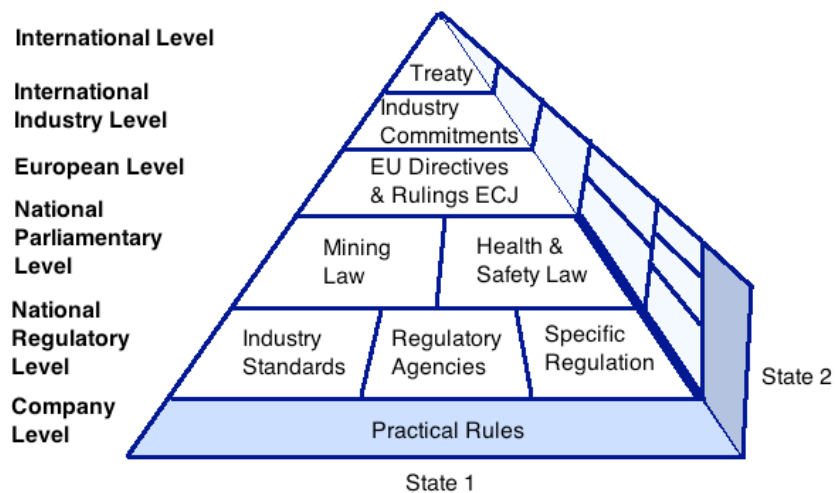 International Level
Treaty
International
Industry Level
Industry
Commitments
European Level
EU Directives
& Rulings ECJ
National
Parliamentary
Level
Mining
Law
Health &
Safety Law
National
Regulatory
Level
Industry
Standards
Regulatory
Agencies
Specific
Regulation
Company
Level
Practical Rules
State 1
State 2